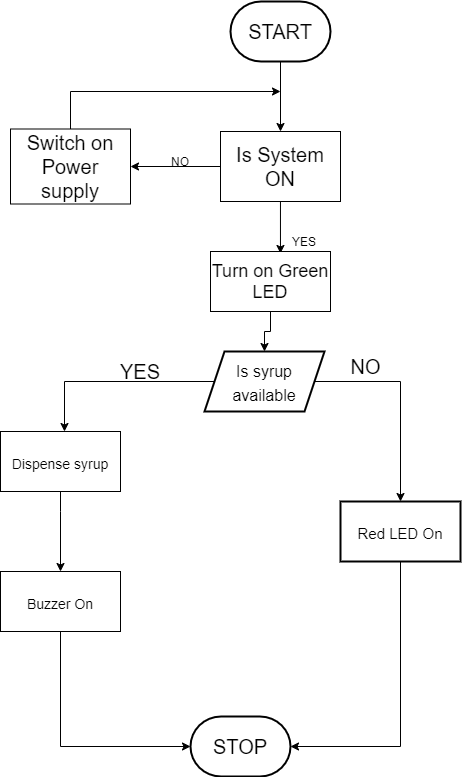 START
Switch on
Power
supply
NO
Is System
ON
YES
Turn on Green
LED
YES
Is syrup
available
NO
Dispense syrup
Red LED On
Buzzer On
STOP